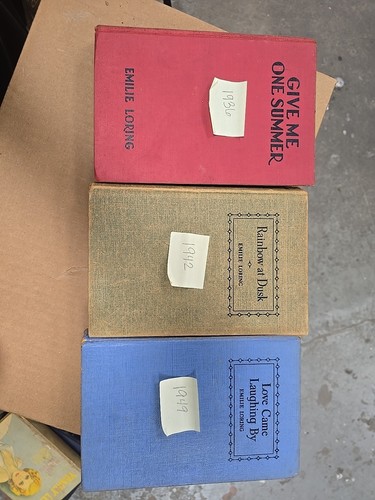 GIVE ME
ONE SUMMER
1936
EMILIE LORING
Rainbow at Dusk
EMILIE LORING
1942
Love Came
Laughing By
EMILIE LORING
1949